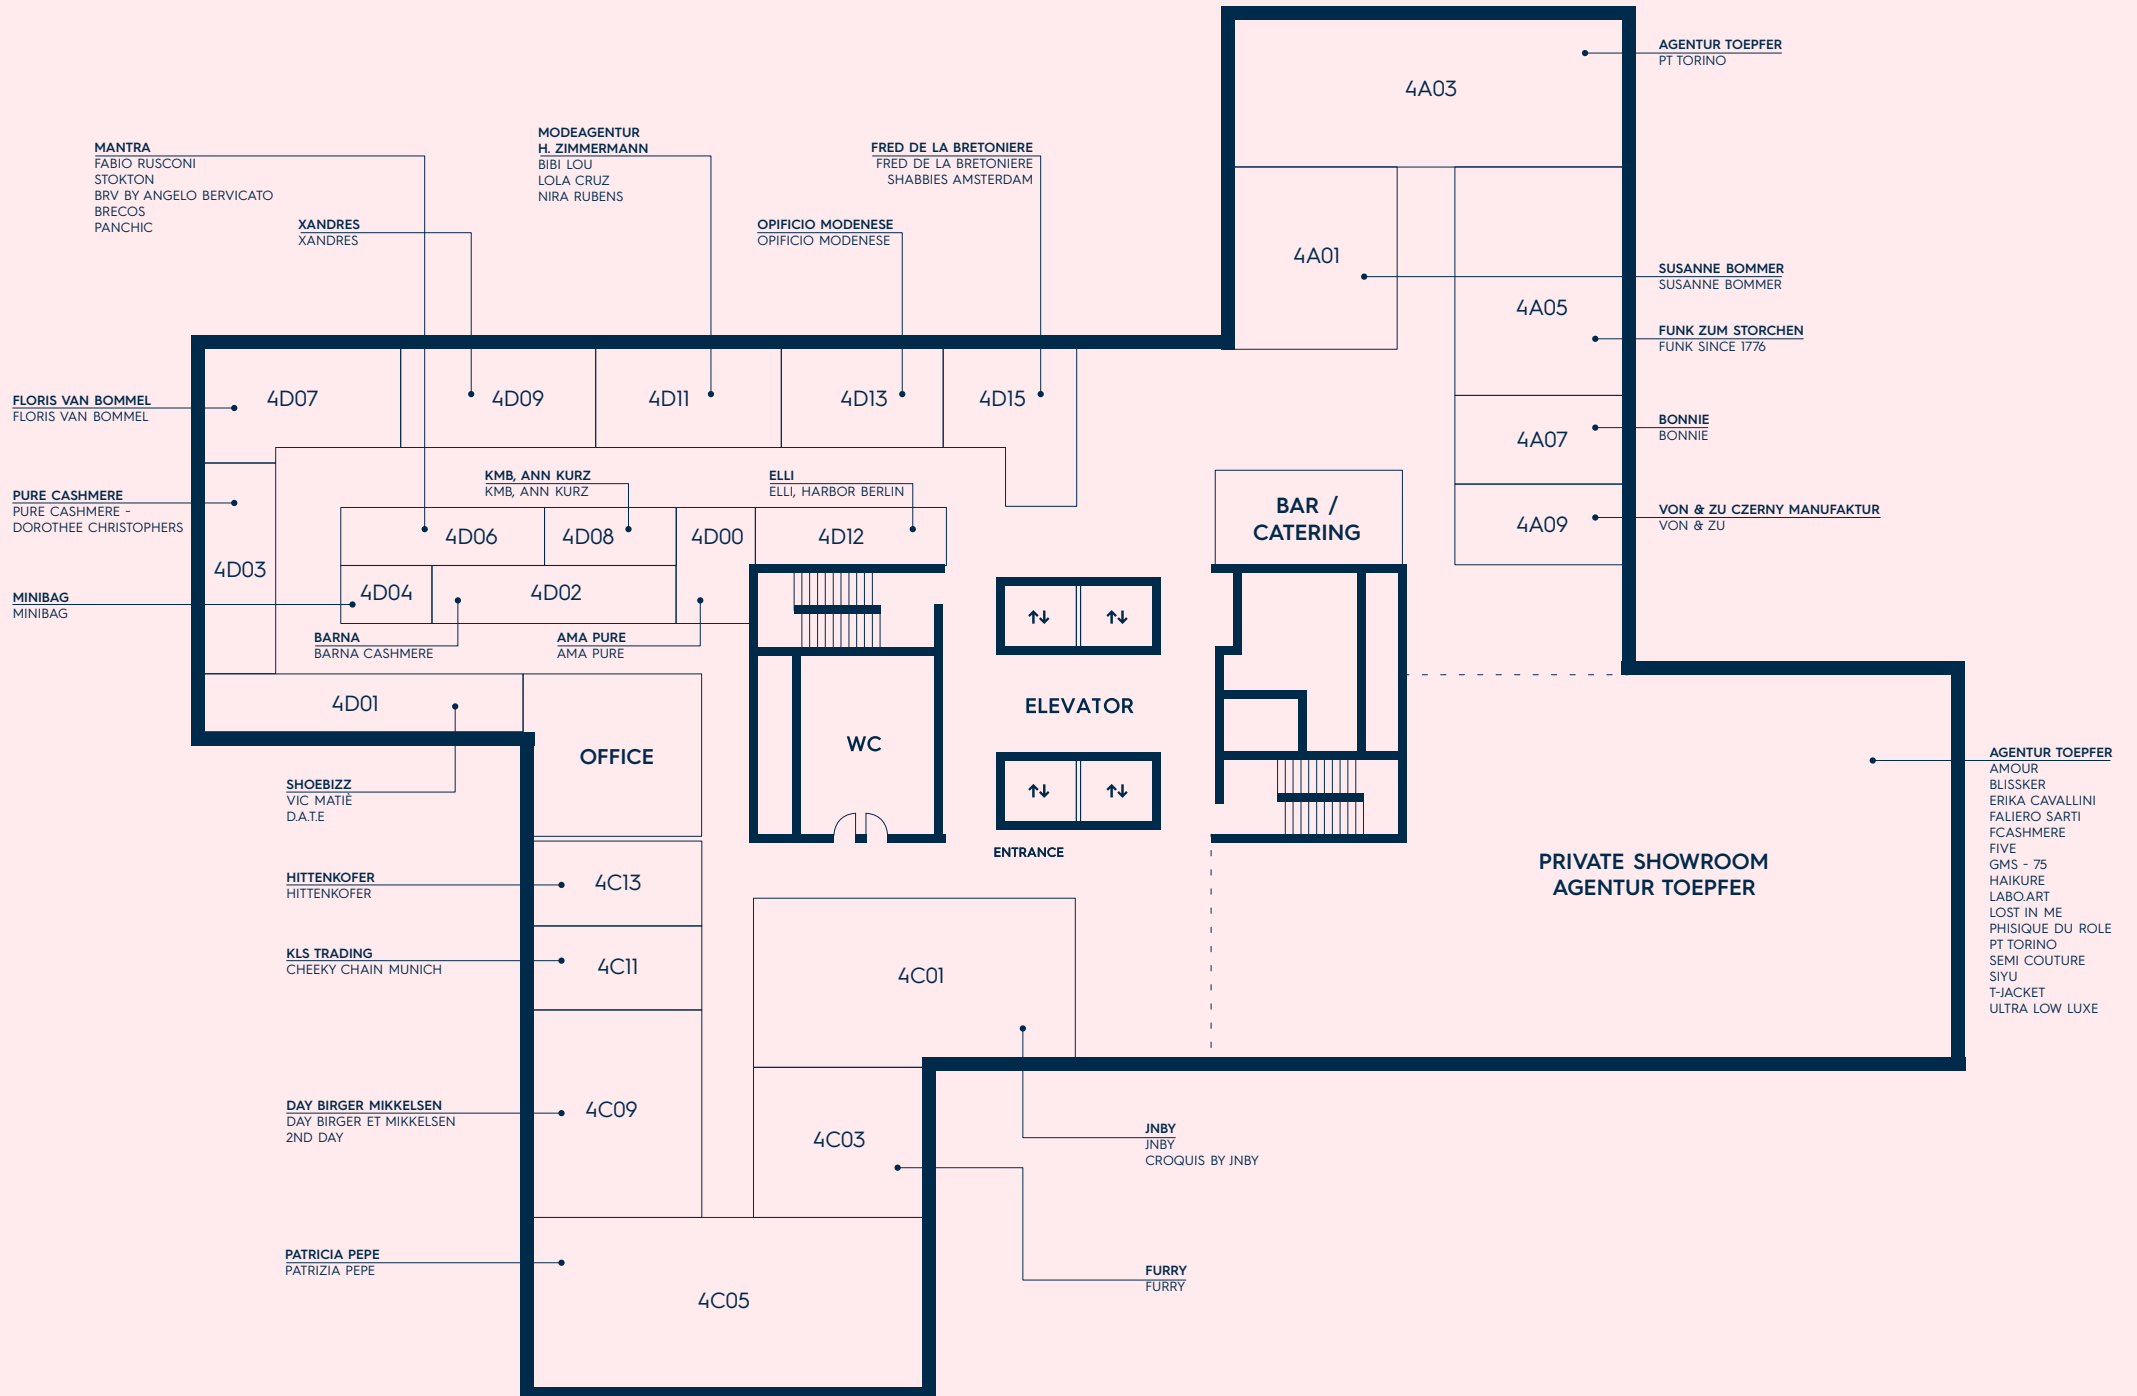 AGENTUR TOEPFER
PT TORINO
4A03
MANTRA
FABIO RUSCONI
STOKTON
BRV BY ANGELO BERVICATO
BRECOS
PANCHIC
XANDRES
XANDRES
MODEAGENTUR
H. ZIMMERMANN
BIBI LOU
LOLA CRUZ
NIRA RUBENS
OPIFICIO MODENESE
OPIFICIO MODENESE
FRED DE LA BRETONIERE
FRED DE LA BRETONIERE
SHABBIES AMSTERDAM
4A01
SUSANNE BOMMER
SUSANNE BOMMER
4A05
FUNK ZUM STORCHEN
FUNK SINCE 1776
FLORIS VAN BOMMEL
FLORIS VAN BOMMEL
4D07
4D09
4D11
4D13
4D15
4A07
BONNIE
BONNIE
PURE CASHMERE
PURE CASHMERE -
DOROTHEE CHRISTOPHERS
KMB, ANN KURZ
KMB, ANN KURZ
ELLI
ELLI, HARBOR BERLIN
BAR /
CATERING
4A09
VON & ZU CZERNY MANUFAKTUR
VON & ZU
4D06
4D08
4D00
4D12
4D03
4D04
4D02
MINIBAG
MINIBAG
BARNA
BARNA CASHMERE
AMA PURE
AMA PURE
4D01
ELEVATOR
WC
OFFICE
SHOEBIZZ
VIC MATIĖ
D.A.T.E
ENTRANCE
PRIVATE SHOWROOM
AGENTUR TOEPFER
AGENTUR TOEPFER
AMOUR
BLISSKER
ERIKA CAVALLINI
FALIERO SARTI
FCASHMERE
FIVE
GMS - 75
HAIKURE
LABO.ART
LOST IN ME
PHISIQUE DU ROLE
PT TORINO
SEMI COUTURE
SIYU
T-JACKET
ULTRA LOW LUXE
HITTENKOFER
HITTENKOFER
4C13
KLS TRADING
CHEEKY CHAIN MUNICH
4C11
4C01
DAY BIRGER MIKKELSEN
DAY BIRGER ET MIKKELSEN
2ND DAY
4C09
4C03
JNBY
JNBY
CROQUIS BY JNBY
PATRICIA PEPE
PATRIZIA PEPE
4C05
FURRY
FURRY